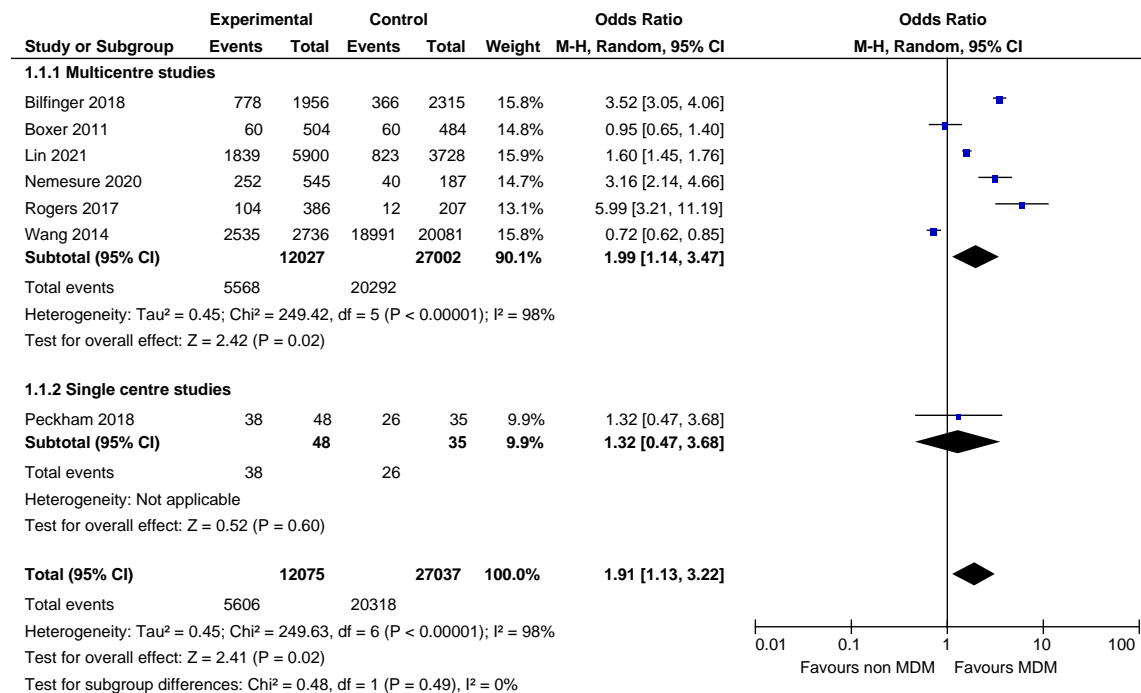 Experimental Control Odds Ratio Odds Ratio
Study or Subgroup Events Total Events Total Weight M-H, Random, 95% CI M-H, Random, 95% CI
1.1.1 Multicentre studies
Bilfinger 2018 778 1956 366 2315 15.8% 3.52 [3.05, 4.06]
Boxer 2011 60 504 60 484 14.8% 0.95 [0.65, 1.40]
Lin 2021 1839 5900 823 3728 15.9% 1.60 [1.45, 1.76]
Nemesure 2020 252 545 40 187 14.7% 3.16 [2.14, 4.66]
Rogers 2017 104 386 12 207 13.1% 5.99 [3.21, 11.19]
Wang 2014 2535 2736 18991 20081 15.8% 0.72 [0.62, 0.85]
Subtotal (95% CI) 12027 27002 90.1% 1.99 [1.14, 3.47]
Total events 5568 20292
Heterogeneity: Tau² = 0.45; Chi² = 249.42, df = 5 (P < 0.00001); I² = 98%
Test for overall effect: Z = 2.42 (P = 0.02)
1.1.2 Single centre studies
Peckham 2018 38 48 26 35 9.9% 1.32 [0.47, 3.68]
Subtotal (95% CI) 48 35 9.9% 1.32 [0.47, 3.68]
Total events 38 26
Heterogeneity: Not applicable
Test for overall effect: Z = 0.52 (P = 0.60)
Total (95% CI) 12075 27037 100.0% 1.91 [1.13, 3.22]
Total events 5606 20318
Heterogeneity: Tau² = 0.45; Chi² = 249.63, df = 6 (P < 0.00001); I² = 98%
Test for overall effect: Z = 2.41 (P = 0.02)
Test for subgroup differences: Chi² = 0.48, df = 1 (P = 0.49), I² = 0%
0.01 0.1 1 10 100
Favours non MDM Favours MDM